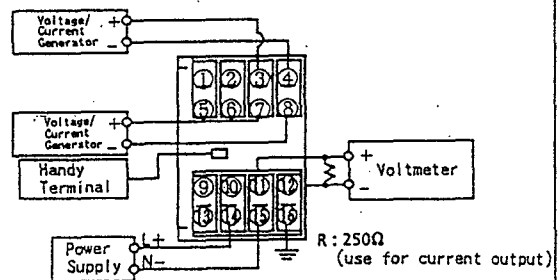 Voltage/
Current +
Generator -
① ② ③ ④
⑤ ⑥ ⑦ ⑧
Voltage/
Current +
Generator -
Handy
Terminal
⑨ ⑩ ⑪ ⑫
⑬ ⑭ ⑮ ⑯
+
- Voltmeter
Power L+
Supply N-
R: 250Ω
(use for current output)